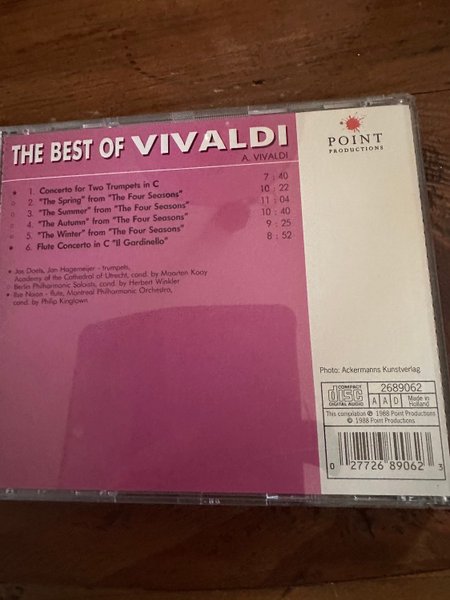 THE BEST OF VIVALDI
A. VIVALDI
● 1. Concerto for Two Trumpets in C 7 : 40
○ 2. "The Spring" from "The Four Seasons" 10 : 22
○ 3. "The Summer" from "The Four Seasons" 11 : 04
○ 4. "The Autumn" from "The Four Seasons" 10 : 40
○ 5. "The Winter" from "The Four Seasons" 9 : 25
● 6. Flute Concerto in C "Il Gardinello" 8 : 52
Jos Doels, Jan Hagemeijer - trumpets,
Academy of the Cathedral of Utrecht, cond. by Maarten Kooy
○ Berlin Philharmonic Soloists, cond. by Herbert Winkler
Ilse Nixon - flute, Montreal Philharmonic Orchestra,
cond. by Philip Kinglown
POINT
PRODUCTIONS
Photo: Ackermanns Kunstverlag
COMPACT
disc
DIGITAL AUDIO
2689062
A A D
Made in
Holland
This compilation ℗ 1988 Point Productions
© 1988 Point Productions
0 27726 89062 3